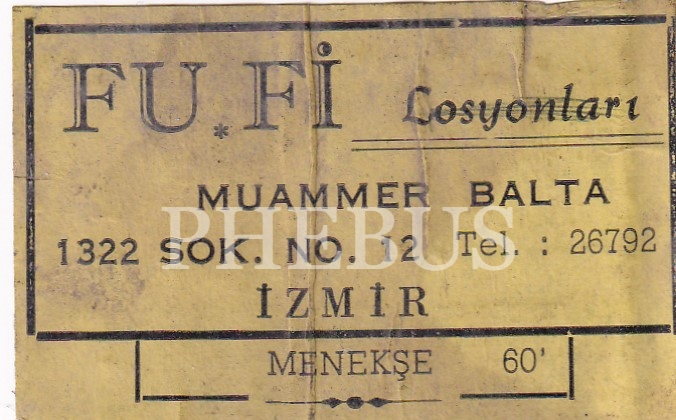 FU.*Fİ Losyonları
MUAMMER BALTA
PHEBUS
1322 SOK. NO. 12 Tel. : 26792
İZMİR
MENEKŞE 60'